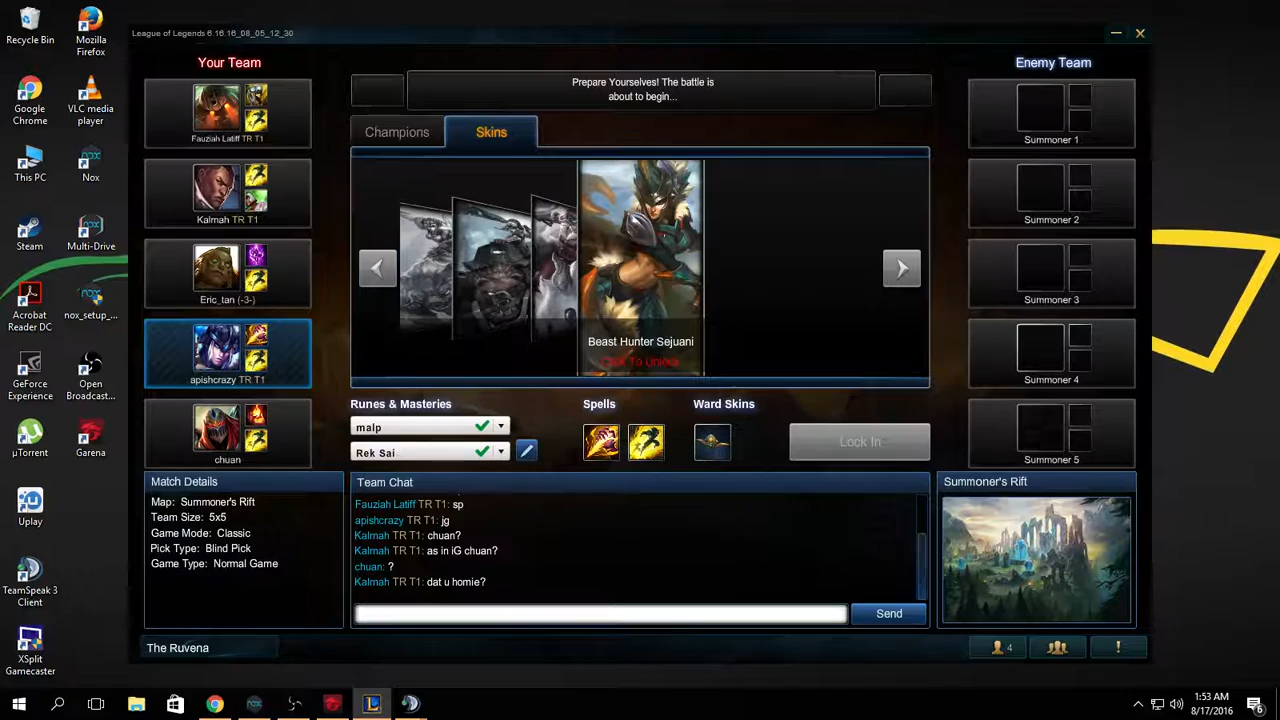 League of Legends 6.16.16_08_05_12_30
Recycle Bin
Mozilla
Firefox
Google
Chrome
VLC media
player
This PC
Nox
Steam
Multi-Drive
Acrobat
Reader DC
nox_setup_...
GeForce
Experience
Open
Broadcast...
µTorrent
Garena
Uplay
TeamSpeak 3
Client
XSplit
Gamecaster
Your Team
Fauziah Latiff TR T1
Kalmah TR T1
Eric_tan (-3-)
apishcrazy TR T1
chuan
Prepare Yourselves! The battle is
about to begin...
Champions
Skins
Beast Hunter Sejuani
Click To Unlock
Enemy Team
Summoner 1
Summoner 2
Summoner 3
Summoner 4
Summoner 5
Runes & Masteries
malp
Rek Sai
Spells
Ward Skins
Lock In
Match Details
Map: Summoner's Rift
Team Size: 5x5
Game Mode: Classic
Pick Type: Blind Pick
Game Type: Normal Game
Team Chat
Fauziah Latiff TR T1: sp
apishcrazy TR T1: jg
Kalmah TR T1: chuan?
Kalmah TR T1: as in iG chuan?
chuan: ?
Kalmah TR T1: dat u homie?
Send
Summoner's Rift
The Ruvena
4
!
1:53 AM
8/17/2016
6